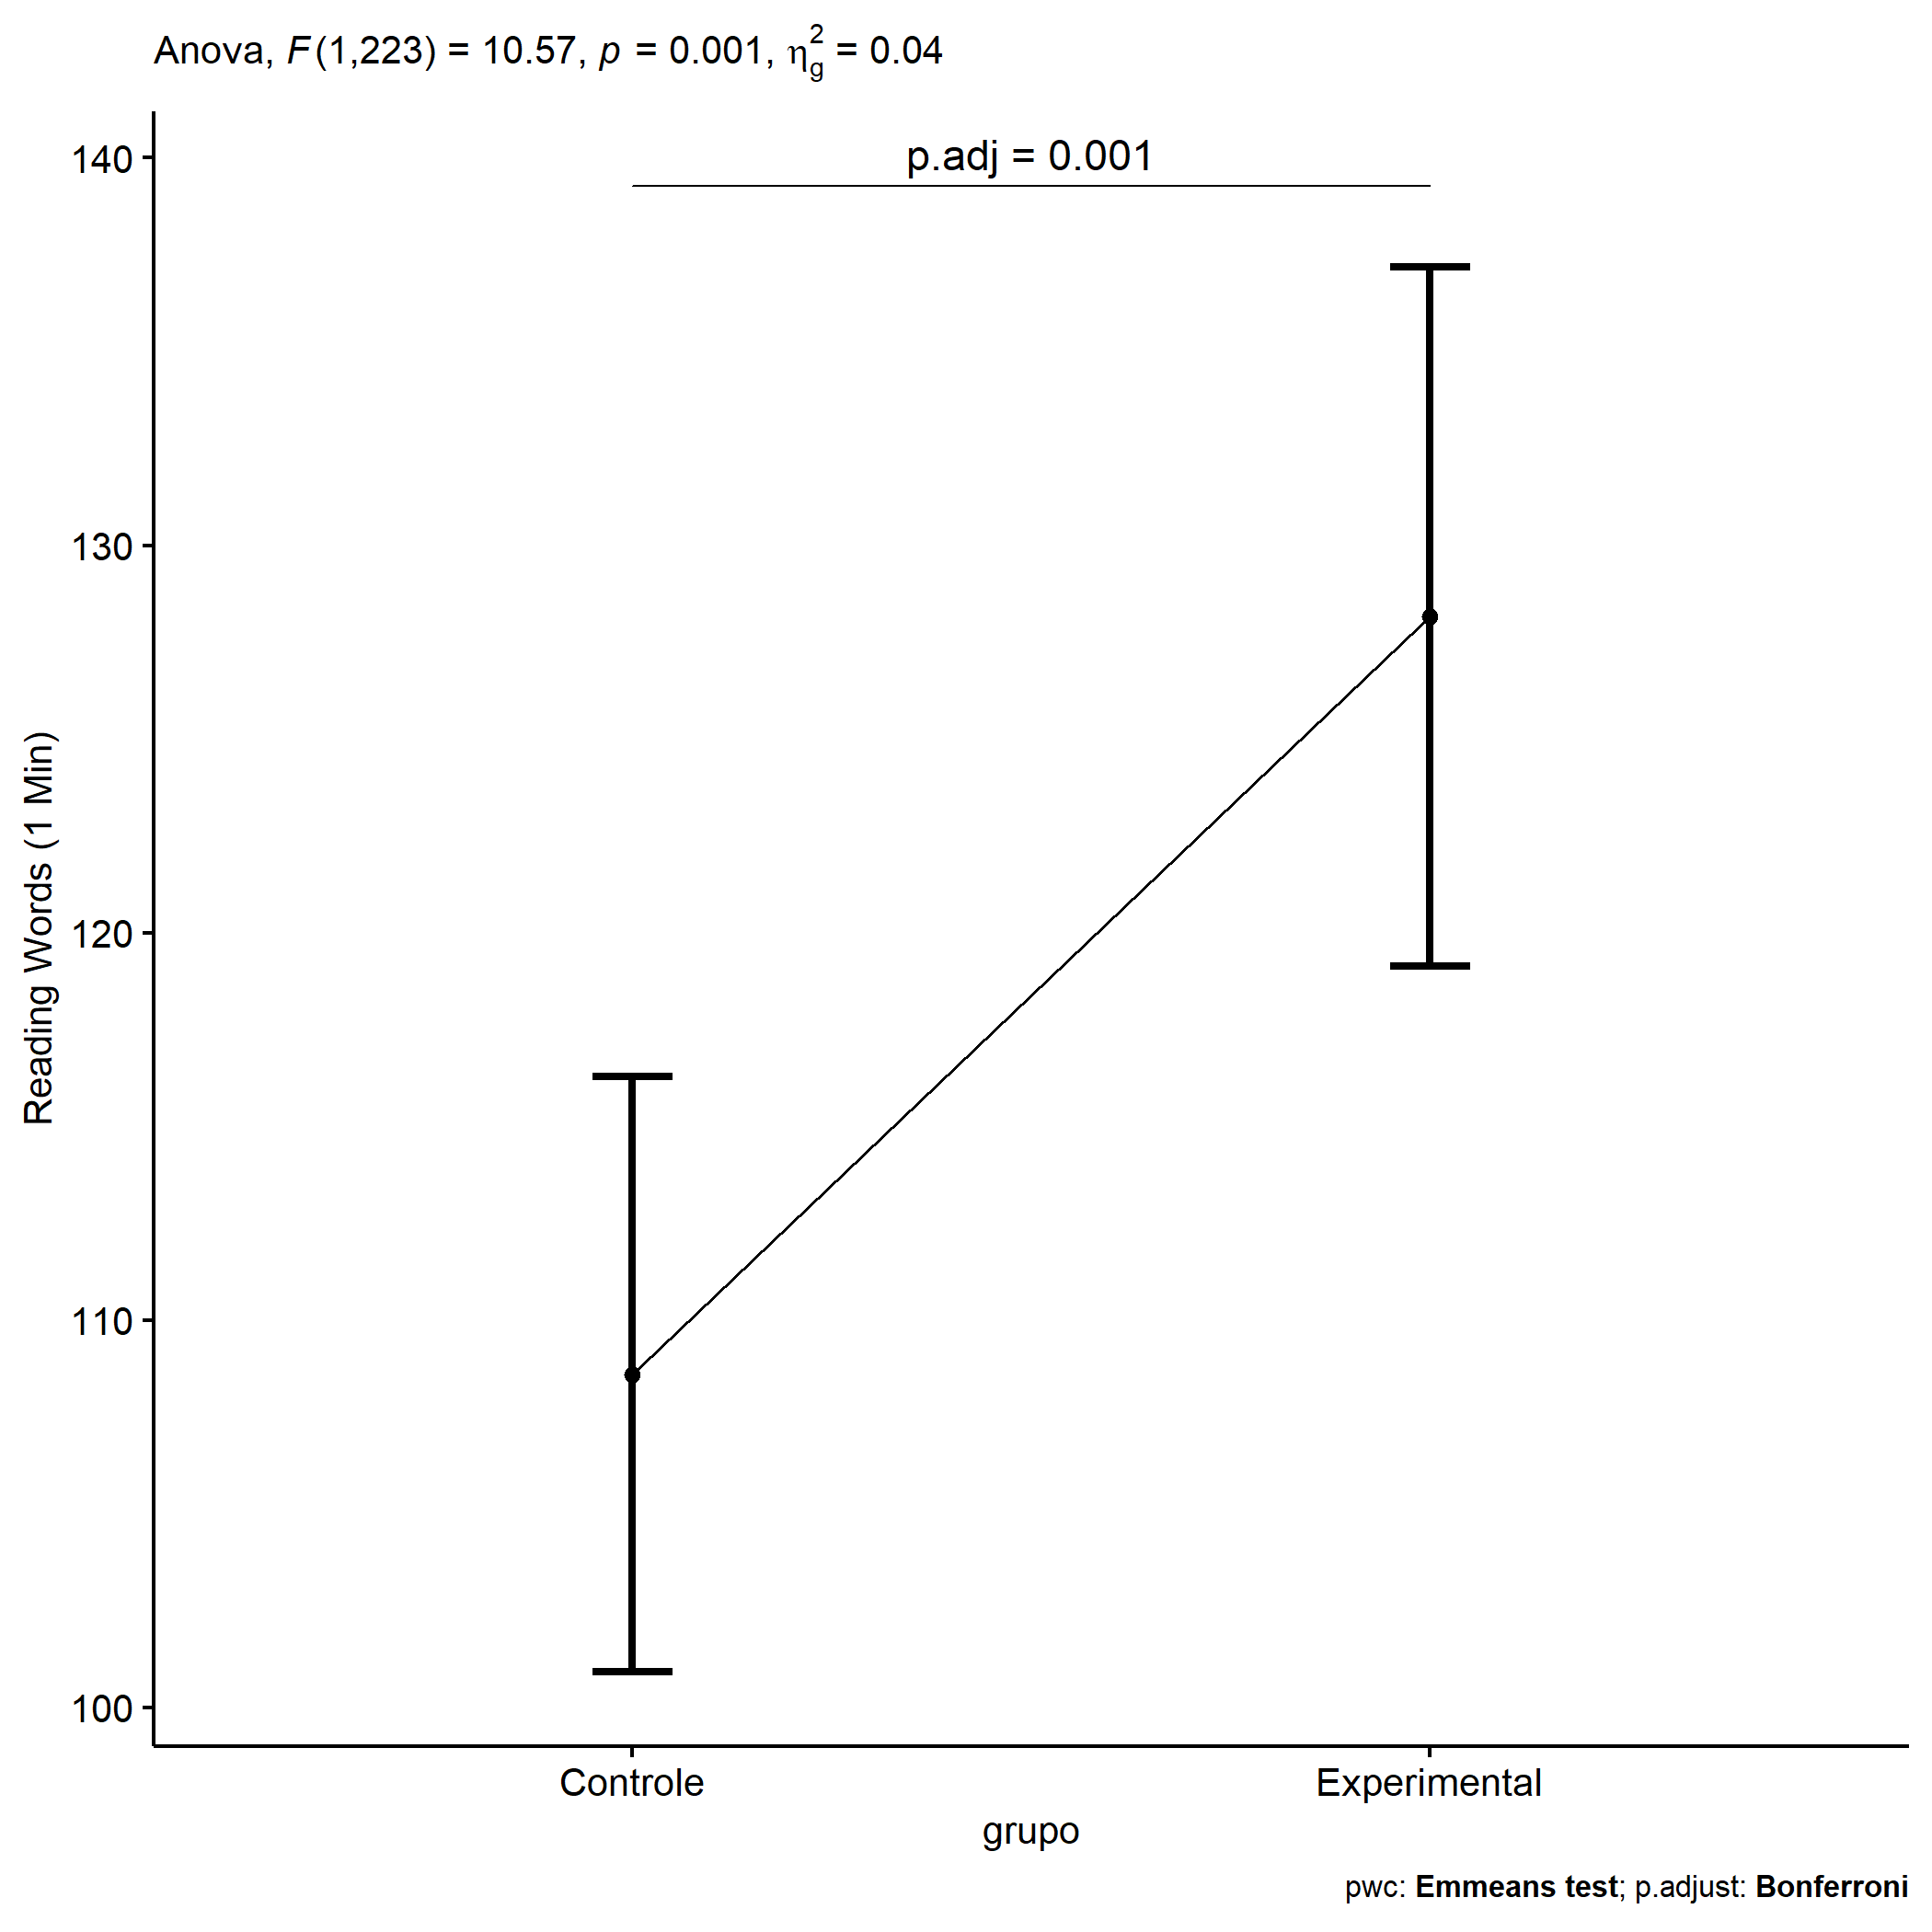 Anova, F(1,223) = 10.57, p = 0.001, η²g = 0.04
p.adj = 0.001
140
130
120
110
100
Reading Words (1 Min)
Controle Experimental
grupo
pwc: Emmeans test; p.adjust: Bonferroni